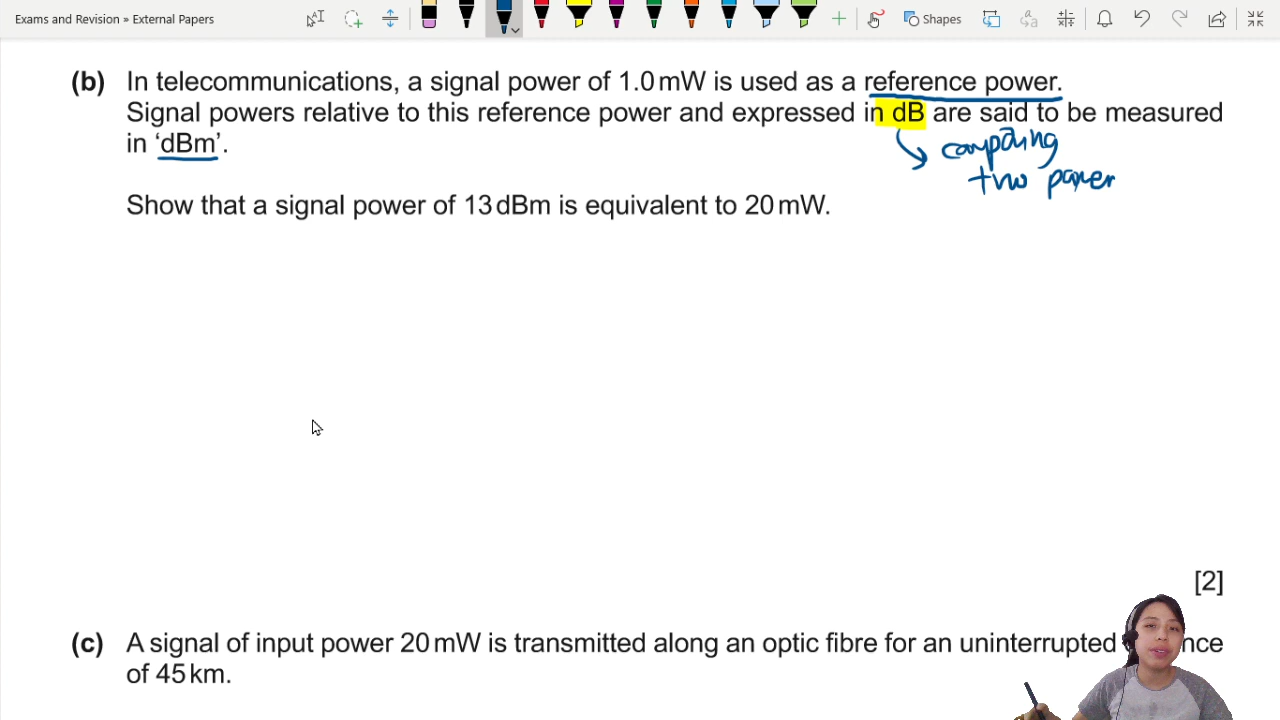 Exams and Revision » External Papers
Shapes
(b) In telecommunications, a signal power of 1.0 mW is used as a reference power.
Signal powers relative to this reference power and expressed in dB are said to be measured
in ‘dBm’.
comparing
two power
Show that a signal power of 13 dBm is equivalent to 20 mW.
[2]
(c) A signal of input power 20 mW is transmitted along an optic fibre for an uninterrupted
of 45 km.